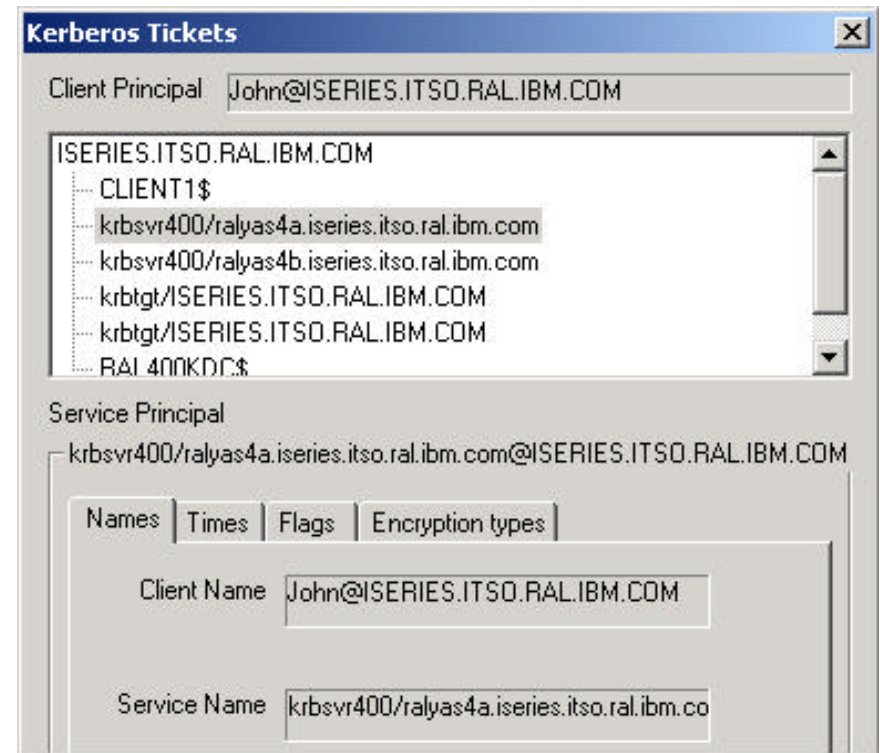 Kerberos Tickets
Client Principal John@ISERIES.ITSO.RAL.IBM.COM
ISERIES.ITSO.RAL.IBM.COM
CLIENT1$
krbsvr400/ralyas4a.iseries.itso.ral.ibm.com
krbsvr400/ralyas4b.iseries.itso.ral.ibm.com
krbtgt/ISERIES.ITSO.RAL.IBM.COM
krbtgt/ISERIES.ITSO.RAL.IBM.COM
RAL400KDC$
Service Principal
krbsvr400/ralyas4a.iseries.itso.ral.ibm.com@ISERIES.ITSO.RAL.IBM.COM
Names Times Flags Encryption types
Client Name John@ISERIES.ITSO.RAL.IBM.COM
Service Name krbsvr400/ralyas4a.iseries.itso.ral.ibm.co